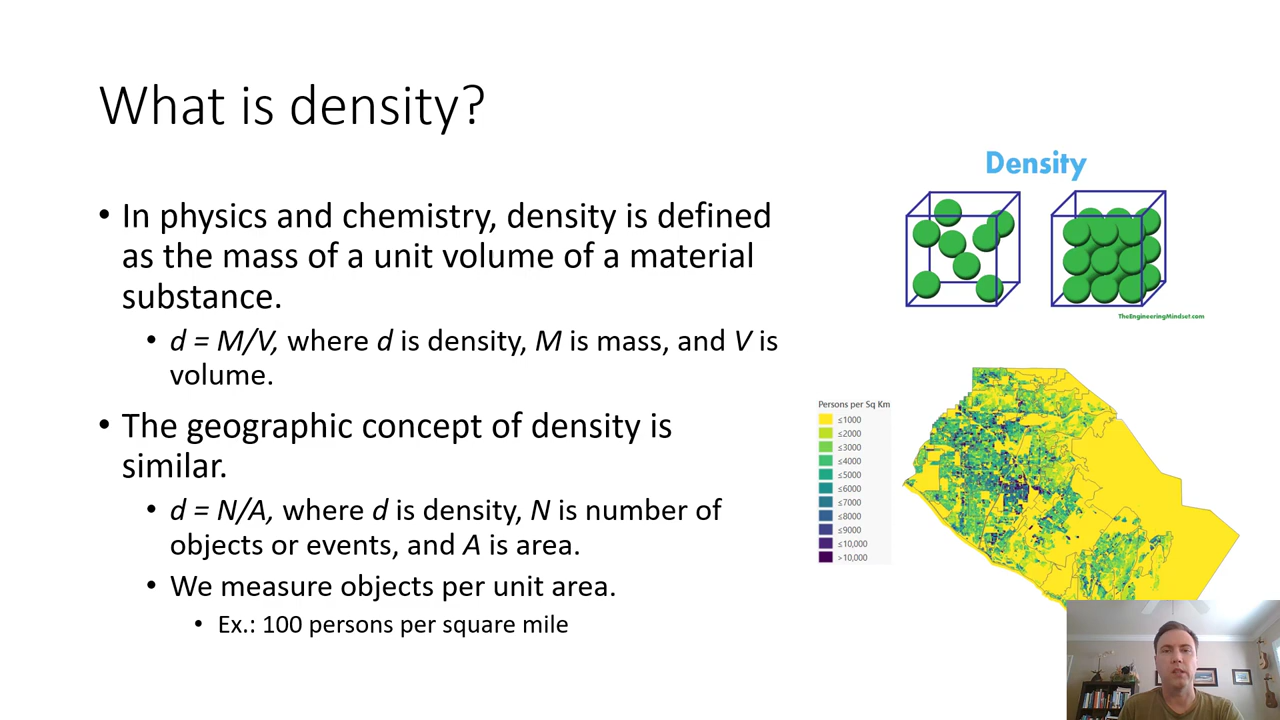 What is density?
• In physics and chemistry, density is defined
as the mass of a unit volume of a material
substance.
• d = M/V, where d is density, M is mass, and V is
volume.
• The geographic concept of density is
similar.
• d = N/A, where d is density, N is number of
objects or events, and A is area.
• We measure objects per unit area.
• Ex.: 100 persons per square mile
Density
TheEngineeringMindset.com
Persons per Sq Km
≤1000
≤2000
≤3000
≤4000
≤5000
≤6000
≤7000
≤8000
≤9000
≤10,000
>10,000